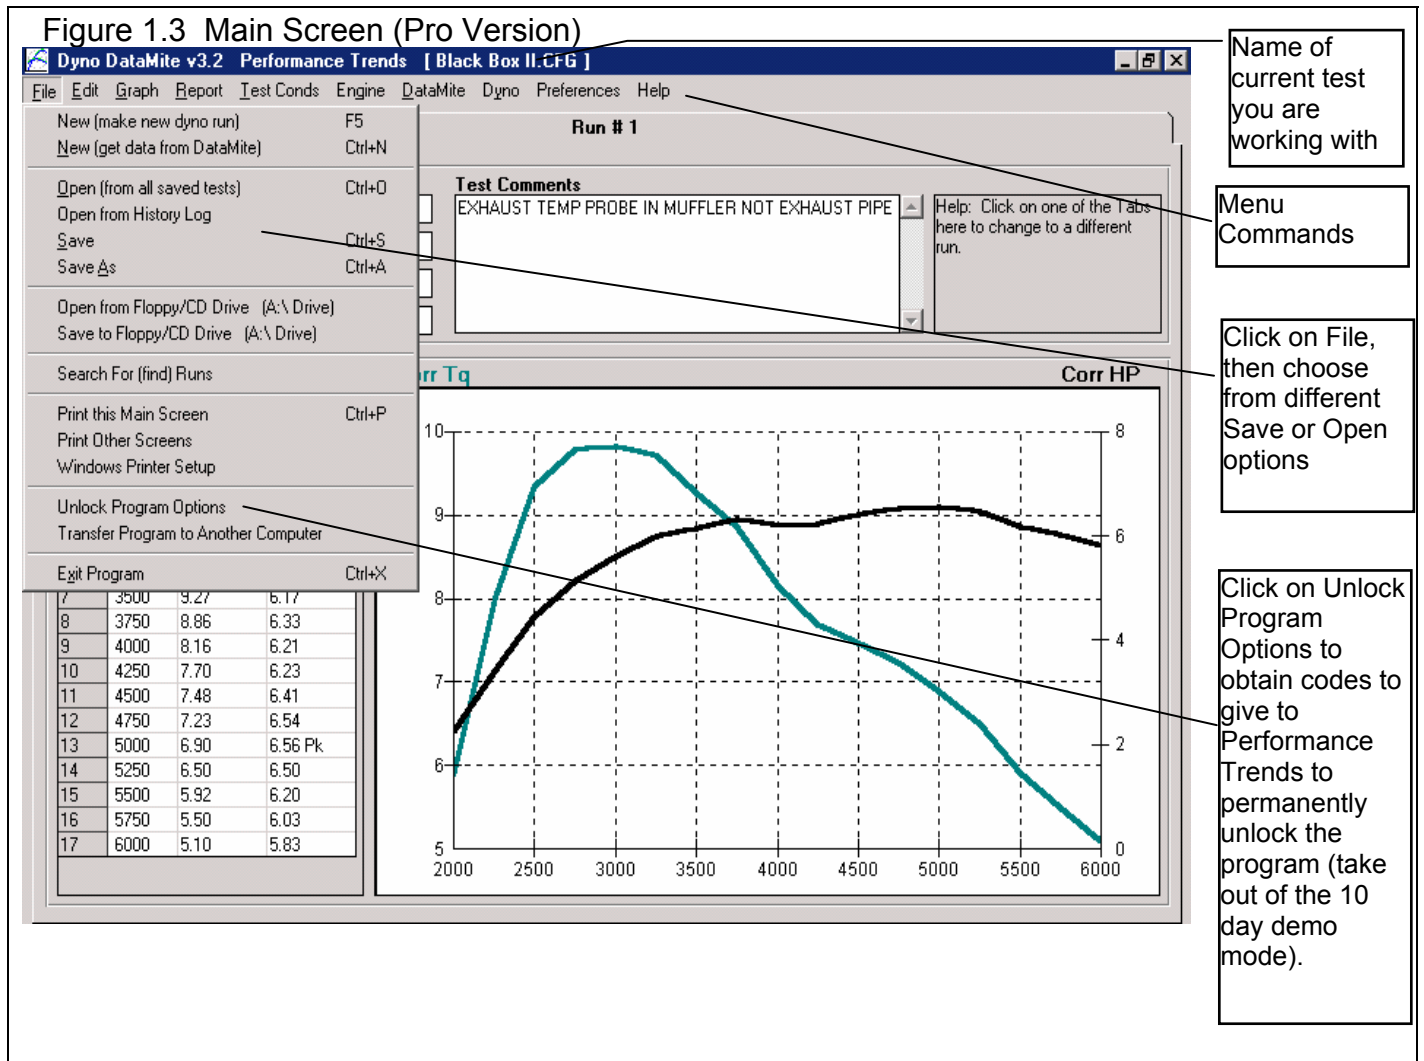 Figure 1.3  Main Screen (Pro Version)
Dyno DataMite v3.2   Performance Trends   [ Black Box II.CFG ]
File Edit Graph Report Test Conds Engine DataMite Dyno Preferences Help
New (make new dyno run) F5
New (get data from DataMite) Ctrl+N
Open (from all saved tests) Ctrl+O
Open from History Log
Save Ctrl+S
Save As Ctrl+A
Open from Floppy/CD Drive (A:\ Drive)
Save to Floppy/CD Drive (A:\ Drive)
Search For (find) Runs
Print this Main Screen Ctrl+P
Print Other Screens
Windows Printer Setup
Unlock Program Options
Transfer Program to Another Computer
Exit Program Ctrl+X
Run # 1
Test Comments
EXHAUST TEMP PROBE IN MUFFLER NOT EXHAUST PIPE
Help: Click on one of the Tabs
here to change to a different
run.
7 3500 9.27 6.17
8 3750 8.86 6.33
9 4000 8.16 6.21
10 4250 7.70 6.23
11 4500 7.48 6.41
12 4750 7.23 6.54
13 5000 6.90 6.56 Pk
14 5250 6.50 6.50
15 5500 5.92 6.20
16 5750 5.50 6.03
17 6000 5.10 5.83
orr Tq
Corr HP
10
9
8
7
6
5
8
6
4
2
0
2000 2500 3000 3500 4000 4500 5000 5500 6000
Name of
current test
you are
working with
Menu
Commands
Click on File,
then choose
from different
Save or Open
options
Click on Unlock
Program
Options to
obtain codes to
give to
Performance
Trends to
permanently
unlock the
program (take
out of the 10
day demo
mode).